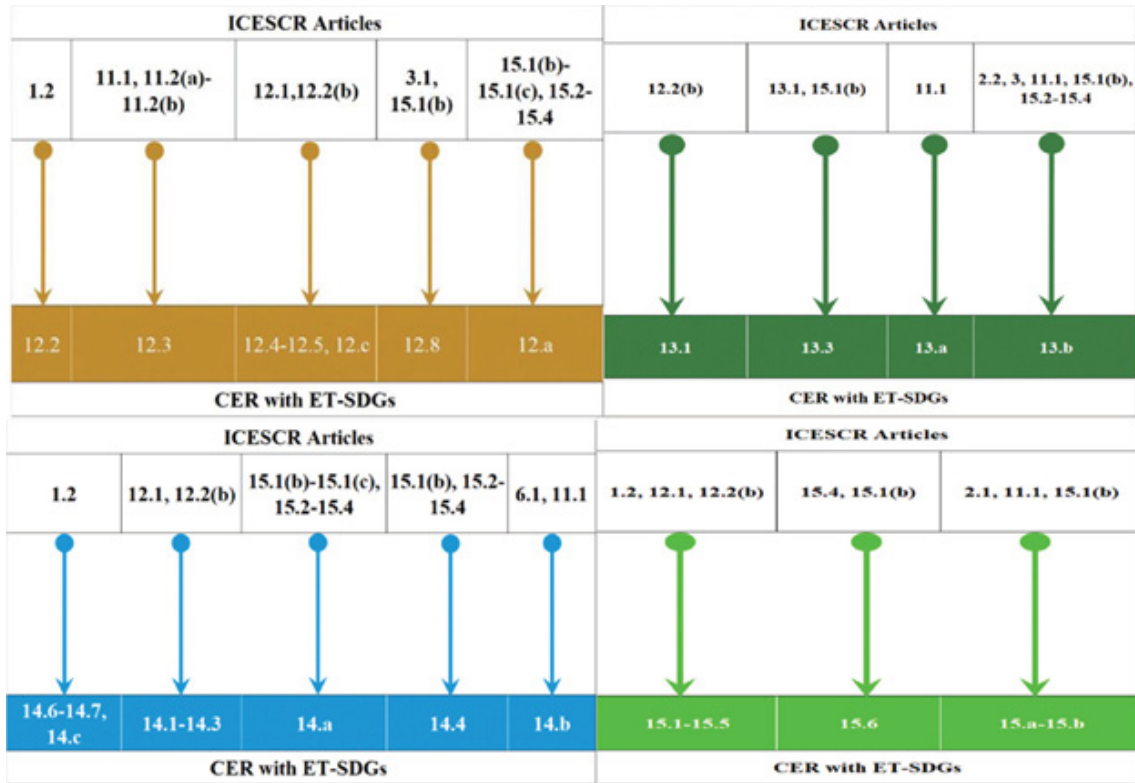 ICESCR Articles
1.2
11.1, 11.2(a)-
11.2(b)
12.1,12.2(b)
3.1,
15.1(b)
15.1(b)-
15.1(c), 15.2-
15.4
12.2
12.3
12.4-12.5, 12.c
12.8
12.a
CER with ET-SDGs
ICESCR Articles
12.2(b)
13.1, 15.1(b)
11.1
2.2, 3, 11.1, 15.1(b),
15.2-15.4
13.1
13.3
13.a
13.b
CER with ET-SDGs
ICESCR Articles
1.2
12.1, 12.2(b)
15.1(b)-15.1(c),
15.2-15.4
15.1(b), 15.2-
15.4
6.1, 11.1
14.6-14.7,
14.c
14.1-14.3
14.a
14.4
14.b
CER with ET-SDGs
ICESCR Articles
1.2, 12.1, 12.2(b)
15.4, 15.1(b)
2.1, 11.1, 15.1(b)
15.1-15.5
15.6
15.a-15.b
CER with ET-SDGs